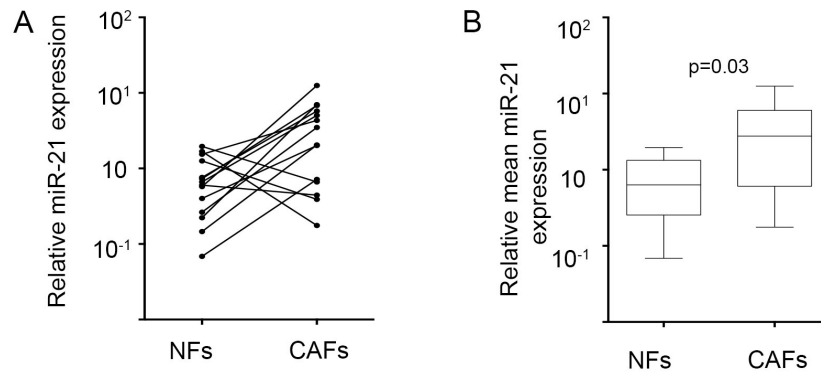 A
Relative miR-21 expression
10²
10¹
10
10⁻¹
NFs CAFs
B
Relative mean miR-21
expression
10²
10¹
10
10⁻¹
p=0.03
NFs CAFs